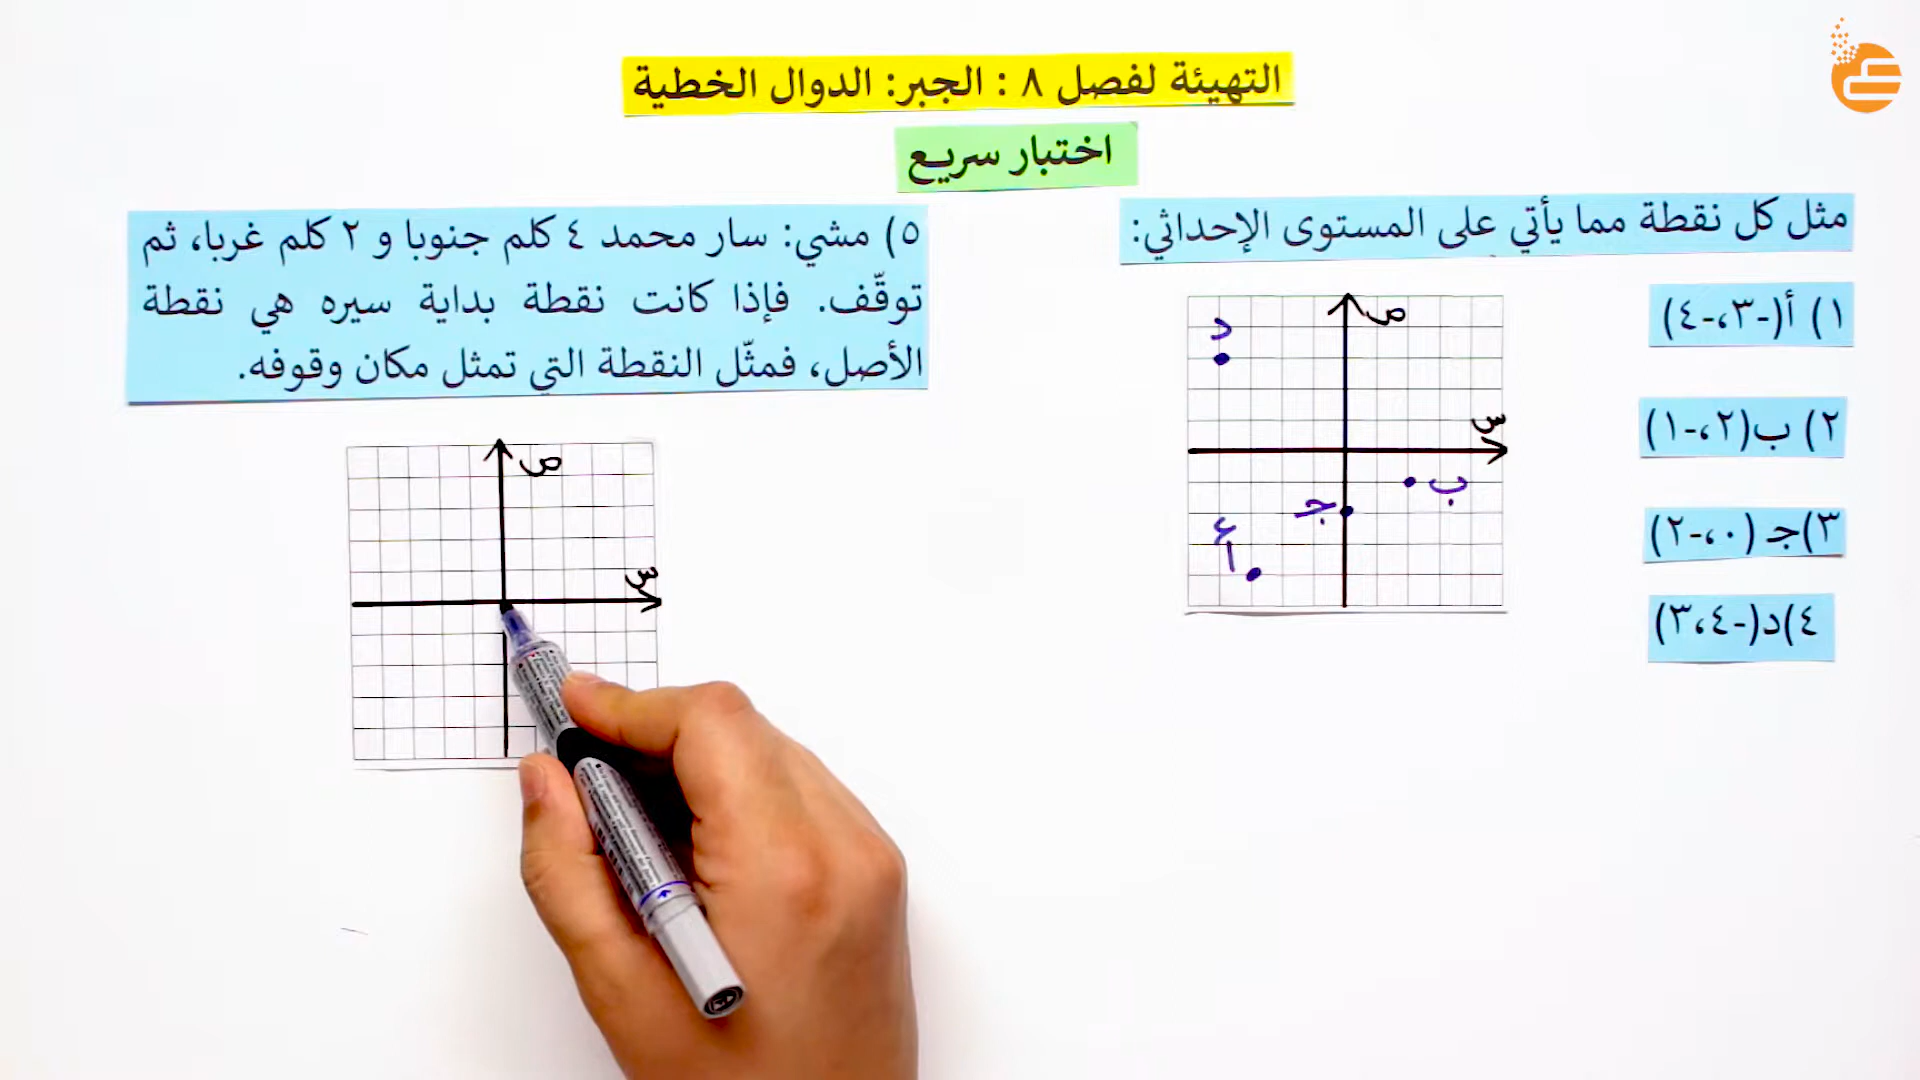 التهيئة لفصل ٨ : الجبر: الدوال الخطية
اختبار سريع
مثل كل نقطة مما يأتي على المستوى الإحداثي:
١) أ(-٣،-٤)
٢) ب(٢،-١)
٣)جـ (٠،-٢)
٤)د(-٤،٣)
ص
س
د
ب
جـ
أ
٥) مشي: سار محمد ٤ كلم جنوبا و ٢ كلم غربا، ثم
توقّف. فإذا كانت نقطة بداية سيره هي نقطة
الأصل، فمثّل النقطة التي تمثل مكان وقوفه.
ص
س